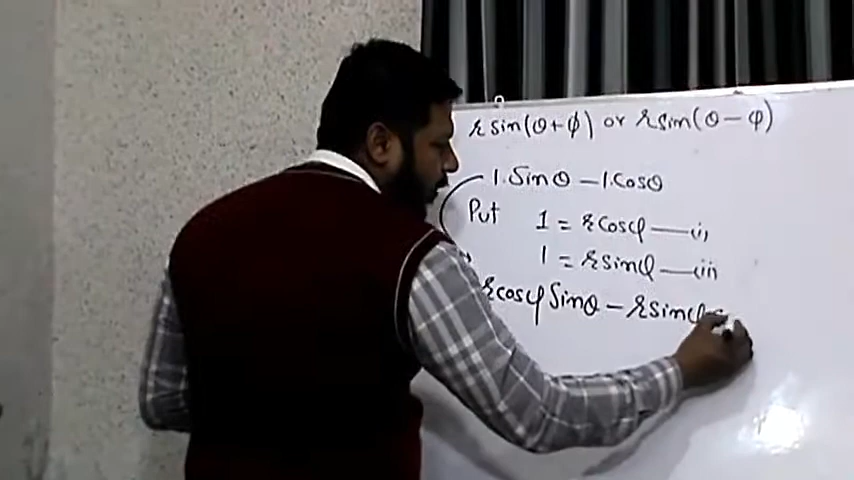 r sin(θ+φ) or r sin(θ-φ)
1.Sinθ - 1.Cosθ
Put 1 = r cosφ —— i,
1 = r sinφ —— ii
r cosφ Sinθ - r sinφ